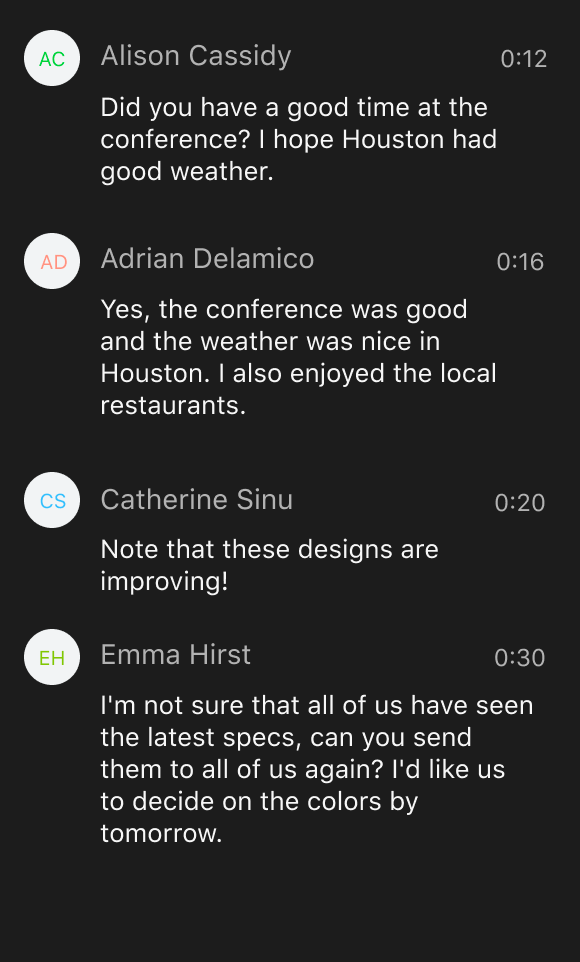 AC Alison Cassidy 0:12
Did you have a good time at the
conference? I hope Houston had
good weather.
AD Adrian Delamico 0:16
Yes, the conference was good
and the weather was nice in
Houston. I also enjoyed the local
restaurants.
CS Catherine Sinu 0:20
Note that these designs are
improving!
EH Emma Hirst 0:30
I'm not sure that all of us have seen
the latest specs, can you send
them to all of us again? I'd like us
to decide on the colors by
tomorrow.